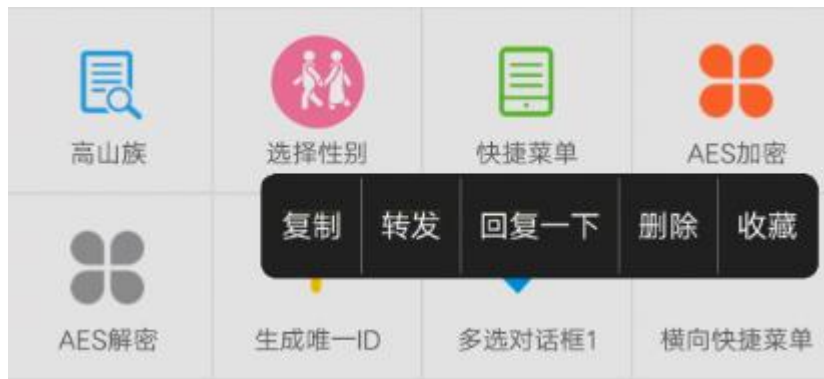 高山族
选择性别
快捷菜单
AES加密
复制 转发 回复一下 删除 收藏
AES解密
生成唯一ID
多选对话框1
横向快捷菜单